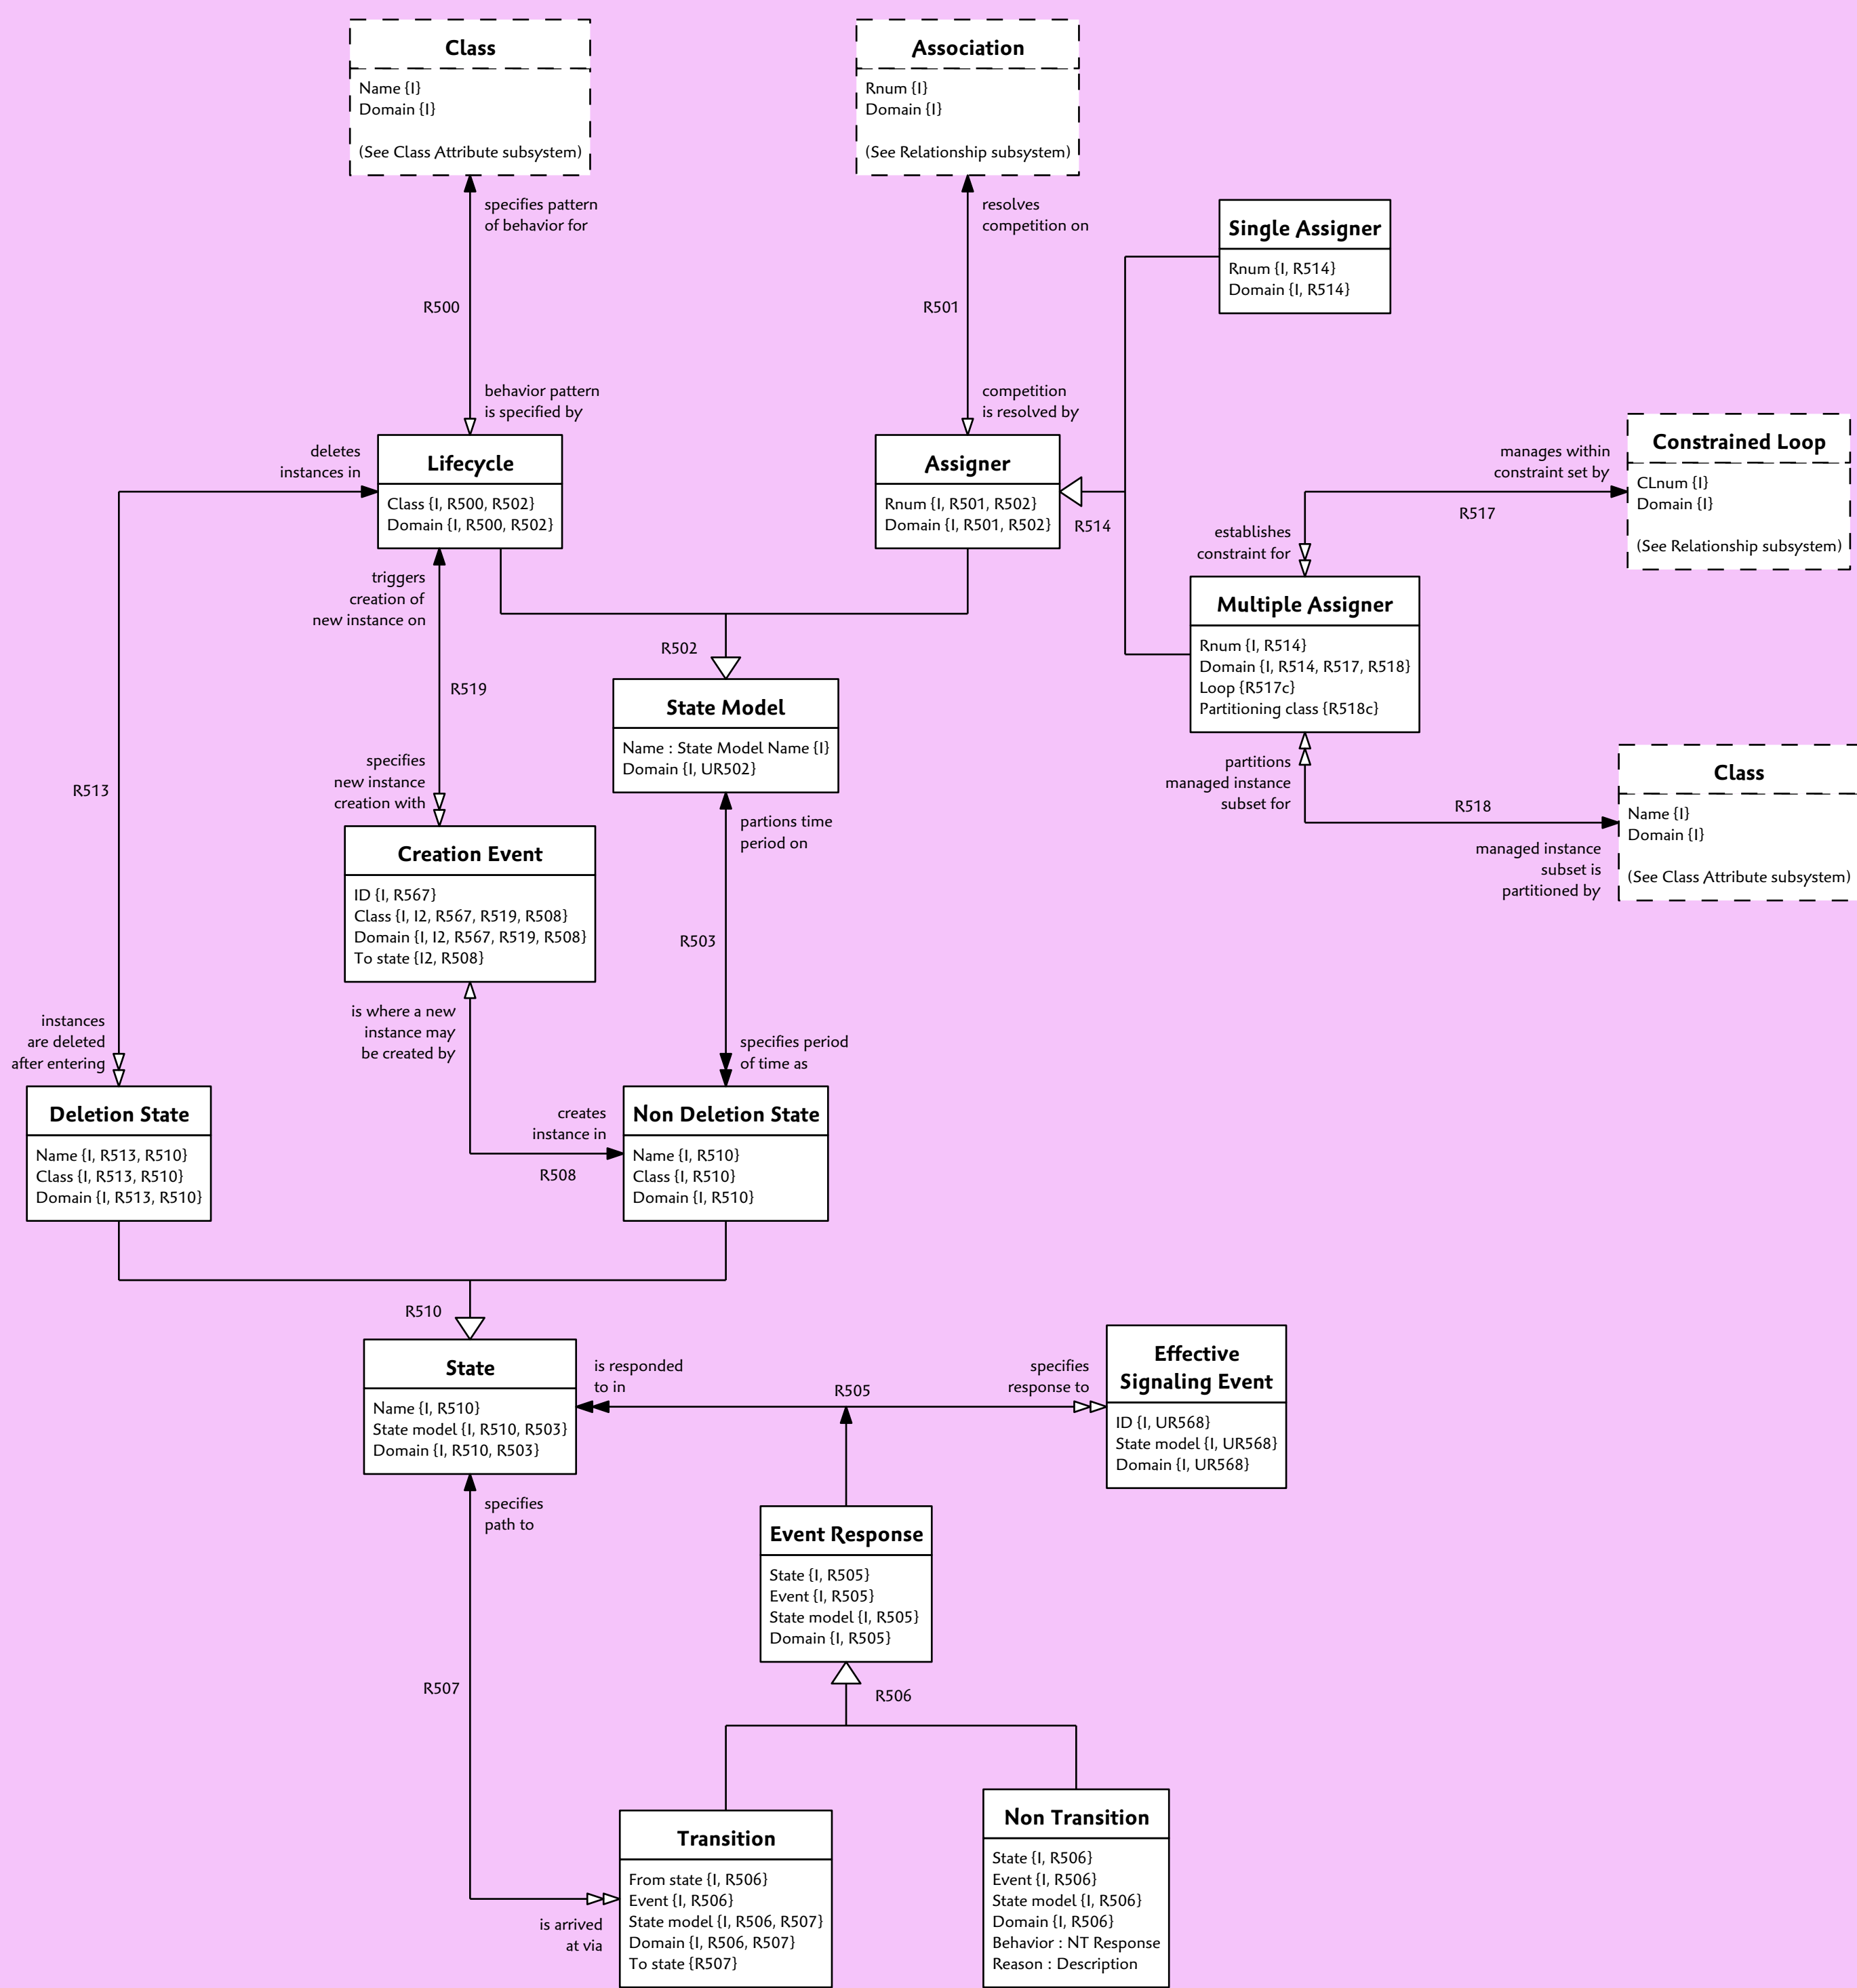 Class
Name {I}
Domain {I}
(See Class Attribute subsystem)
Association
Rnum {I}
Domain {I}
(See Relationship subsystem)
specifies pattern
of behavior for
R500
behavior pattern
is specified by
resolves
competition on
R501
competition
is resolved by
Single Assigner
Rnum {I, R514}
Domain {I, R514}
deletes
instances in
Lifecycle
Class {I, R500, R502}
Domain {I, R500, R502}
Assigner
Rnum {I, R501, R502}
Domain {I, R501, R502}
R514
manages within
constraint set by
R517
establishes
constraint for
Constrained Loop
CLnum {I}
Domain {I}
(See Relationship subsystem)
Multiple Assigner
Rnum {I, R514}
Domain {I, R514, R517, R518}
Loop {R517c}
Partitioning class {R518c}
triggers
creation of
new instance on
R519
specifies
new instance
creation with
R502
State Model
Name : State Model Name {I}
Domain {I, UR502}
partitions
managed instance
subset for
R518
managed instance
subset is
partitioned by
Class
Name {I}
Domain {I}
(See Class Attribute subsystem)
R513
Creation Event
ID {I, R567}
Class {I, I2, R567, R519, R508}
Domain {I, I2, R567, R519, R508}
To state {I2, R508}
partions time
period on
R503
specifies period
of time as
instances
are deleted
after entering
is where a new
instance may
be created by
creates
instance in
R508
Deletion State
Name {I, R513, R510}
Class {I, R513, R510}
Domain {I, R513, R510}
Non Deletion State
Name {I, R510}
Class {I, R510}
Domain {I, R510}
R510
State
Name {I, R510}
State model {I, R510, R503}
Domain {I, R510, R503}
is responded
to in
R505
specifies
response to
Effective
Signaling Event
ID {I, UR568}
State model {I, UR568}
Domain {I, UR568}
specifies
path to
Event Response
State {I, R505}
Event {I, R505}
State model {I, R505}
Domain {I, R505}
R507
R506
is arrived
at via
Transition
From state {I, R506}
Event {I, R506}
State model {I, R506, R507}
Domain {I, R506, R507}
To state {R507}
Non Transition
State {I, R506}
Event {I, R506}
State model {I, R506}
Domain {I, R506}
Behavior : NT Response
Reason : Description